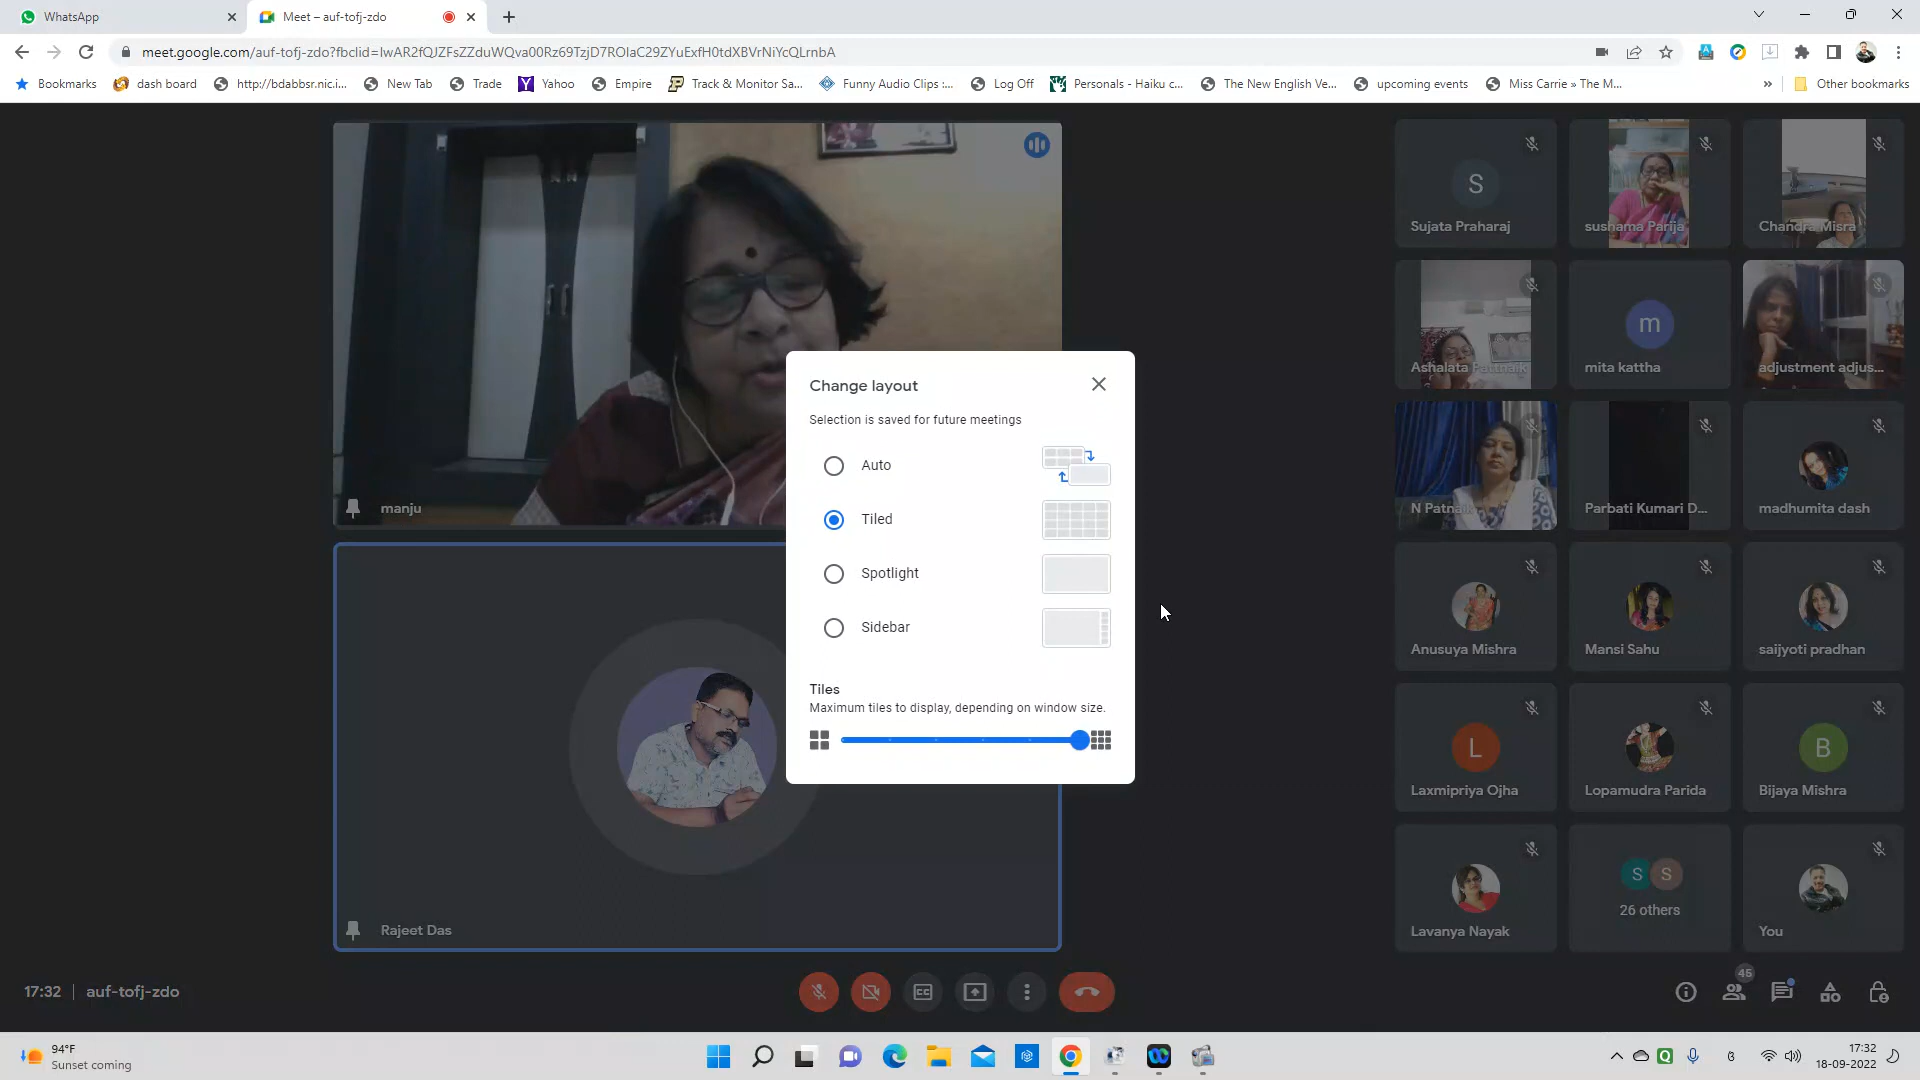 WhatsApp
Meet – auf-tofj-zdo
meet.google.com/auf-tofj-zdo?fbclid=IwAR2fQJZFsZZduWQva00Rz69TzjD7ROIaC29ZYuExfH0tdXBVrNiYcQLrnbA
Bookmarks
dash board
http://bdabbsr.nic.i...
New Tab
Trade
Yahoo
Empire
Track & Monitor Sa...
Funny Audio Clips :...
Log Off
Personals - Haiku c...
The New English Ve...
upcoming events
Miss Carrie » The M...
»
Other bookmarks
manju
Rajeet Das
Change layout
Selection is saved for future meetings
Auto
Tiled
Spotlight
Sidebar
Tiles
Maximum tiles to display, depending on window size.
S
Sujata Praharaj
sushama Parija
Chandra Misra
Ashalata Pattnaik
m
mita kattha
adjustment adjus...
N Patnaik
Parbati Kumari D...
madhumita dash
Anusuya Mishra
Mansi Sahu
saijyoti pradhan
L
Laxmipriya Ojha
Lopamudra Parida
B
Bijaya Mishra
Lavanya Nayak
S S
26 others
You
17:32 | auf-tofj-zdo
CC
45
94°F
Sunset coming
17:32
18-09-2022